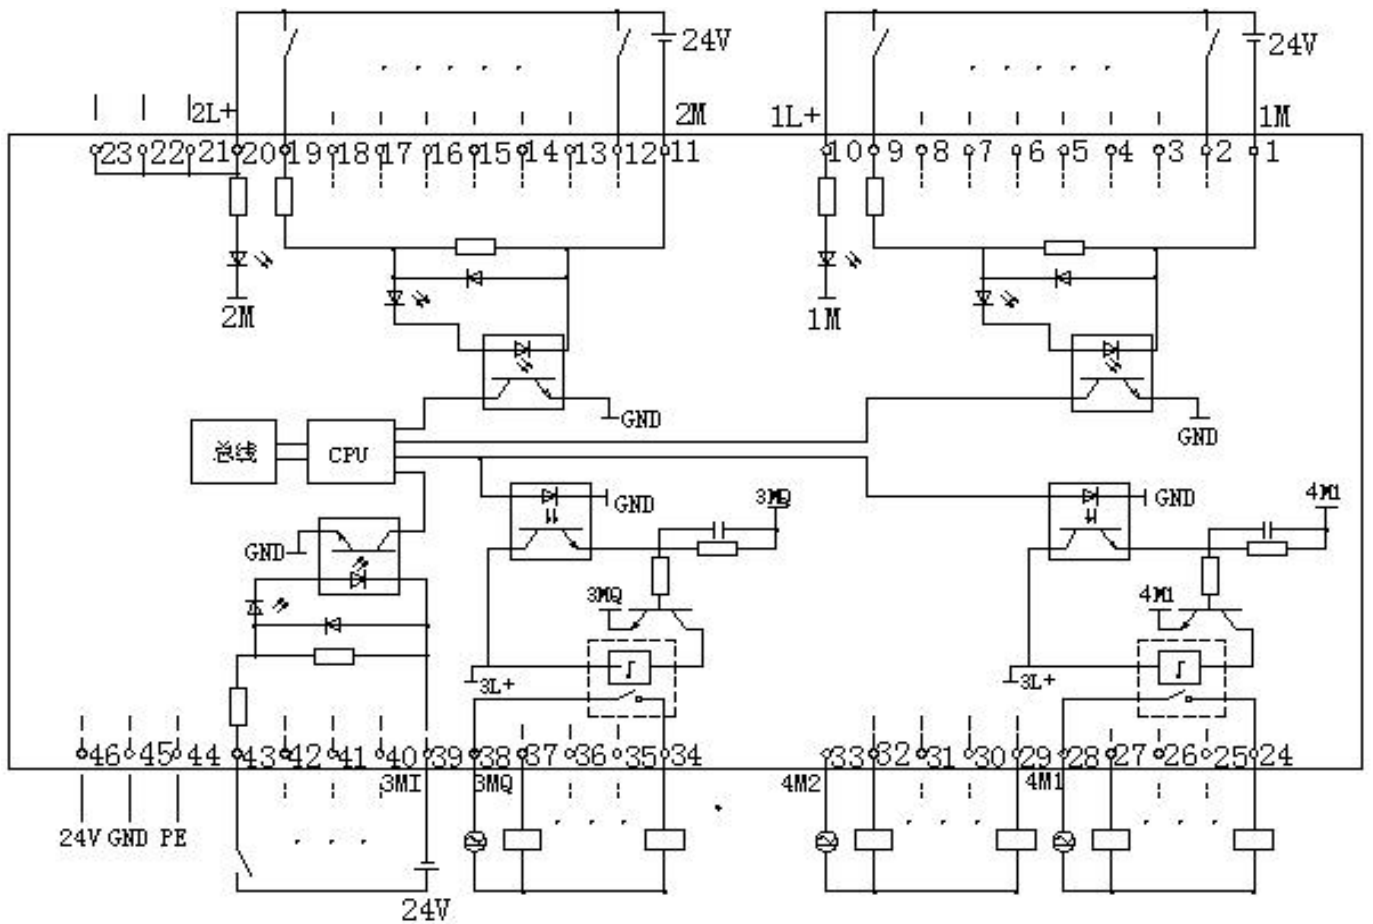 24V 24V
2L+ 2M 1L+ 1M
23 22 21 20 19 18 17 16 15 14 13 12 11 10 9 8 7 6 5 4 3 2 1
2M 1M
GND GND
总线 CPU
GND 3MQ GND 4M1
GND
3MQ 4M1
3L+ 3L+
46 45 44 43 42 41 40 39 38 37 36 35 34 33 32 31 30 29 28 27 26 25 24
3MI 3MQ 4M2 4M1
24V GND PE
24V